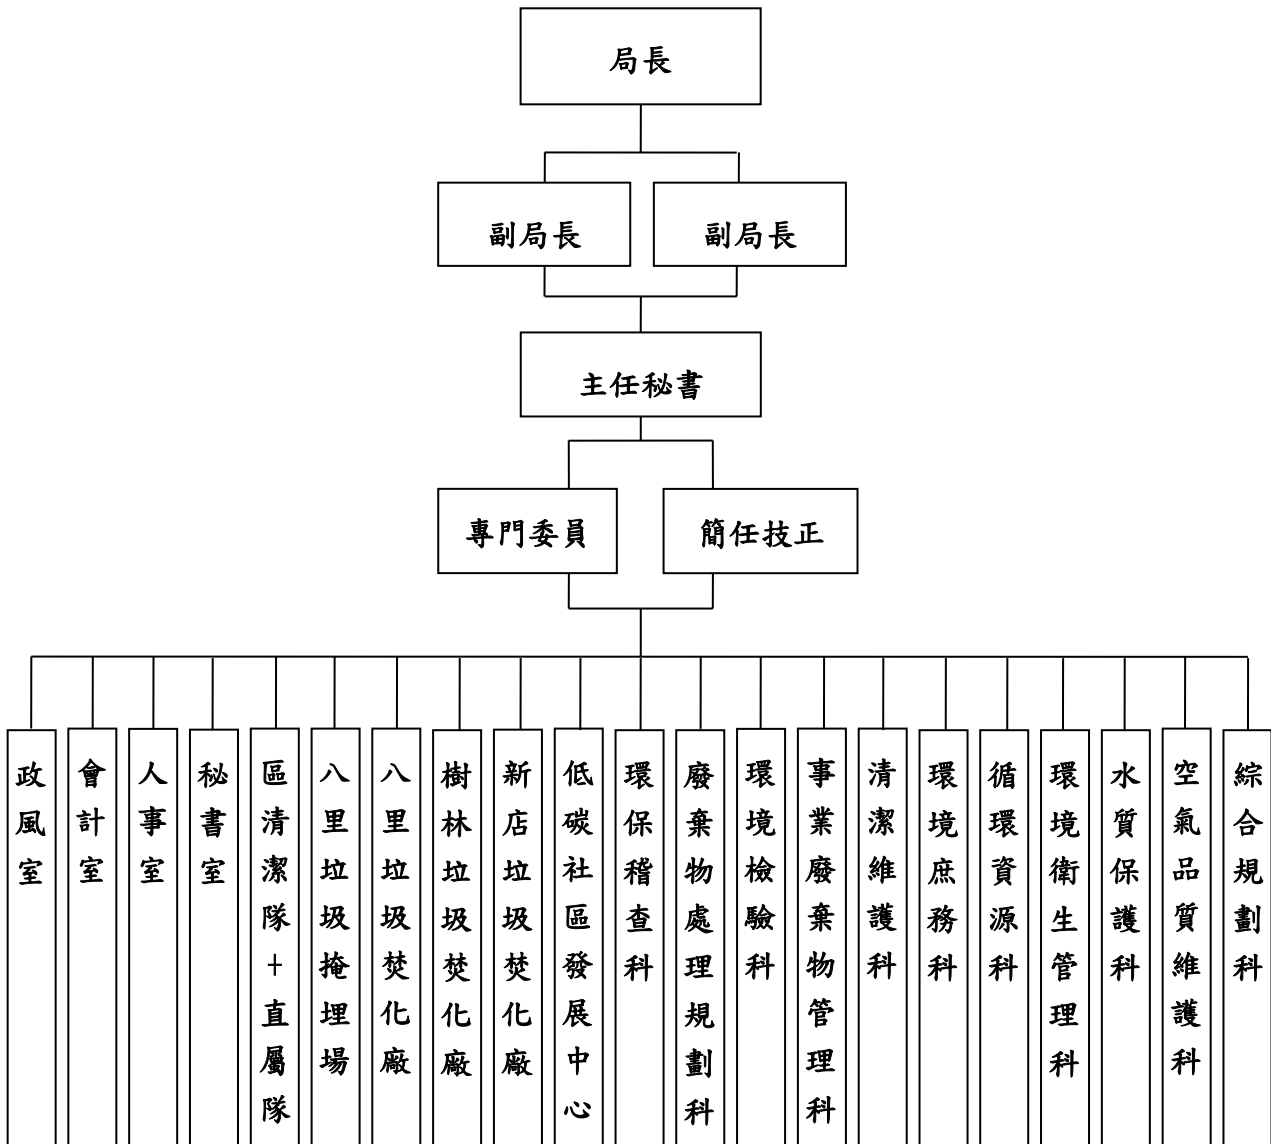 局長
副局長
副局長
主任秘書
專門委員
簡任技正
政風室
會計室
人事室
秘書室
區清潔隊+直屬隊
八里垃圾掩埋場
八里垃圾焚化廠
樹林垃圾焚化廠
新店垃圾焚化廠
低碳社區發展中心
環保稽查科
廢棄物處理規劃科
環境檢驗科
事業廢棄物管理科
清潔維護科
環境庶務科
循環資源科
環境衛生管理科
水質保護科
空氣品質維護科
綜合規劃科